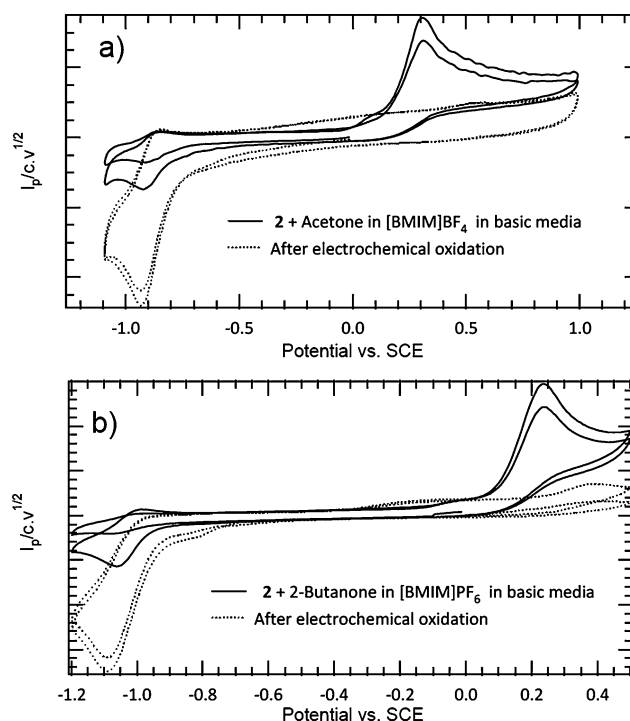 a)
I_p/c.v^1/2
2 + Acetone in [BMIM]BF_4 in basic media
After electrochemical oxidation
-1.0 -0.5 0.0 0.5 1.0
Potential vs. SCE
b)
I_p/c.v^1/2
2 + 2-Butanone in [BMIM]PF_6 in basic media
After electrochemical oxidation
-1.2 -1.0 -0.8 -0.6 -0.4 -0.2 0.0 0.2 0.4
Potential vs. SCE